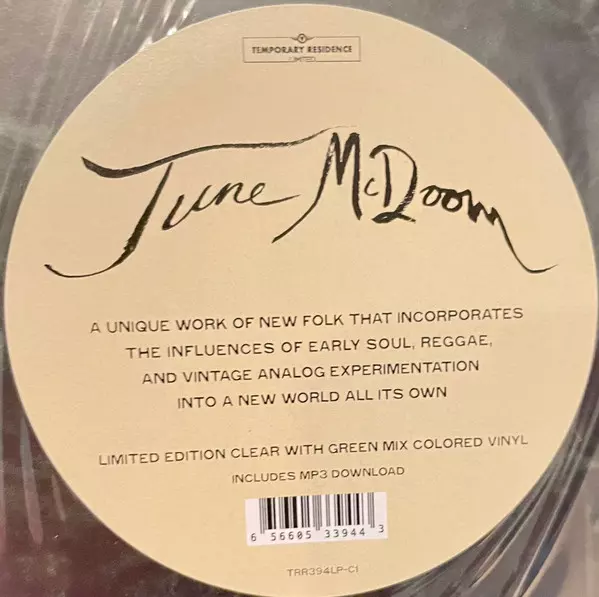 TEMPORARY RESIDENCE
LIMITED
June McDoom
A UNIQUE WORK OF NEW FOLK THAT INCORPORATES
THE INFLUENCES OF EARLY SOUL, REGGAE,
AND VINTAGE ANALOG EXPERIMENTATION
INTO A NEW WORLD ALL ITS OWN
LIMITED EDITION CLEAR WITH GREEN MIX COLORED VINYL
INCLUDES MP3 DOWNLOAD
6 56605 33944 3
TRR394LP-C1